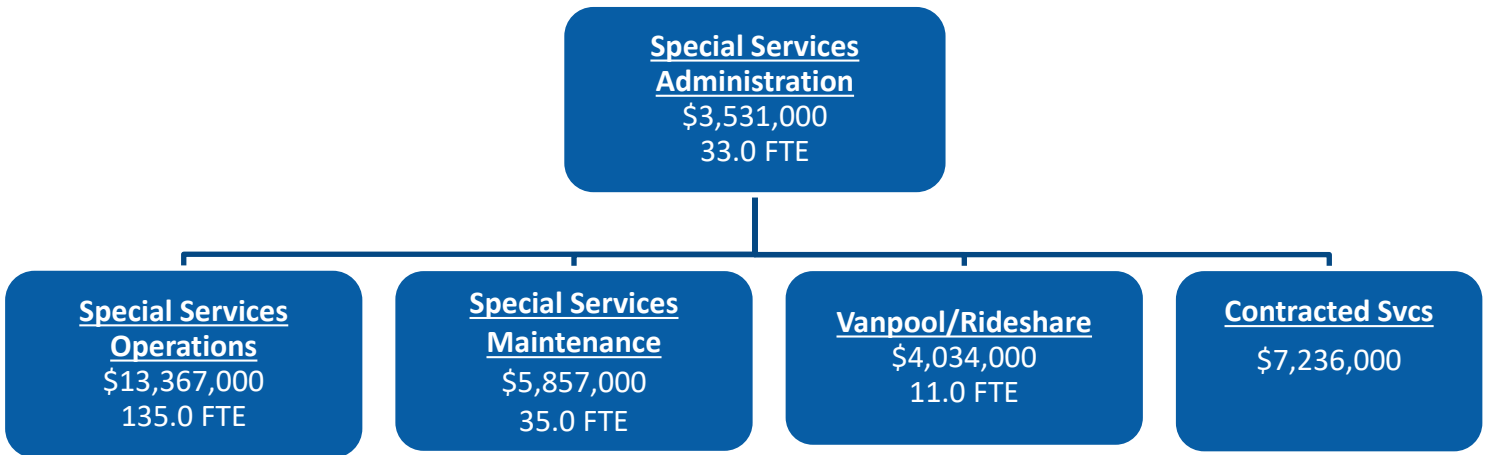 Special Services
Administration
$3,531,000
33.0 FTE
Special Services
Operations
$13,367,000
135.0 FTE
Special Services
Maintenance
$5,857,000
35.0 FTE
Vanpool/Rideshare
$4,034,000
11.0 FTE
Contracted Svcs
$7,236,000